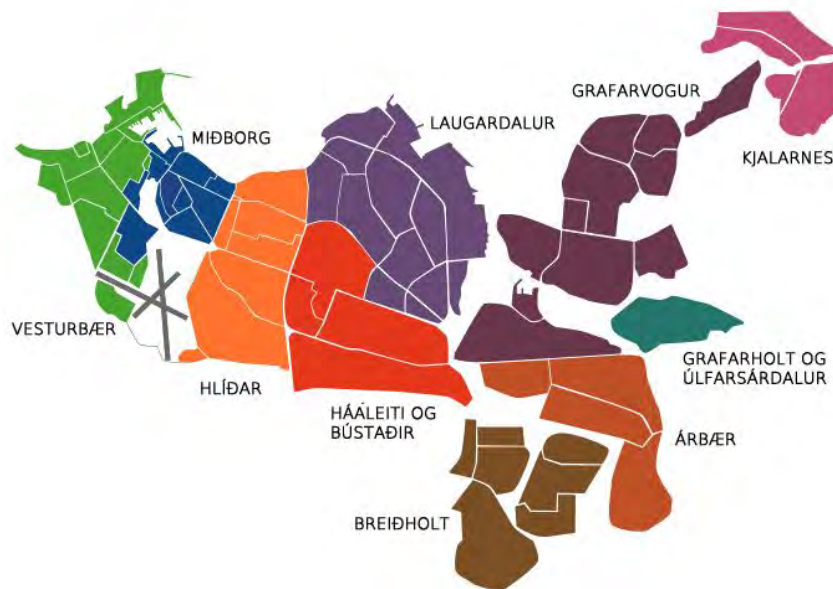 GRAFARVOGUR
MIÐBORG
LAUGARDALUR
KJALARNES
VESTURBÆR
GRAFARHOLT OG
ÚLFARSÁRDALUR
HLÍÐAR
HÁALEITI OG
BÚSTAÐIR
ÁRBÆR
BREIÐHOLT